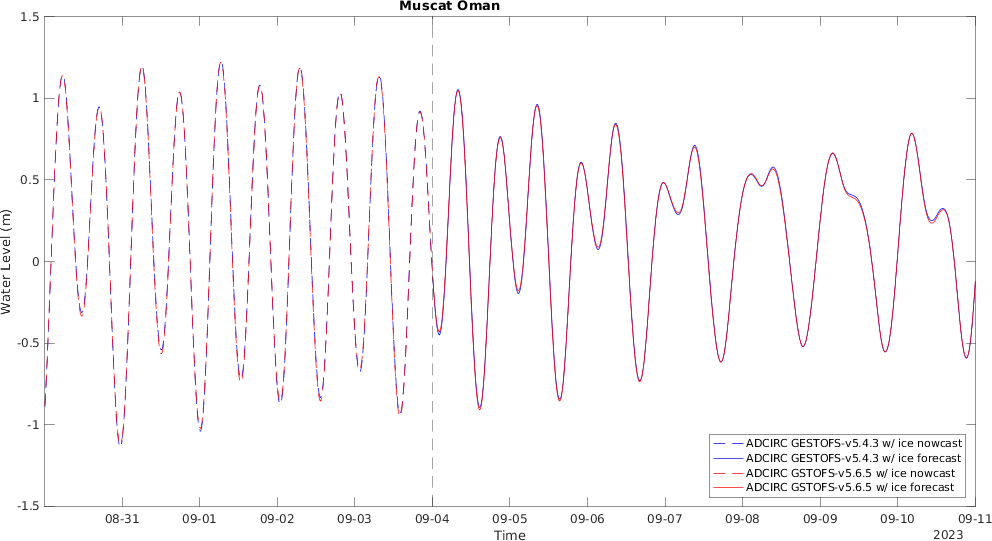 Muscat Oman
1.5
1
0.5
0
-0.5
-1
-1.5
Water Level (m)
08-31
09-01
09-02
09-03
09-04
09-05
09-06
09-07
09-08
09-09
09-10
09-11
Time
2023
ADCIRC GESTOFS-v5.4.3 w/ ice nowcast
ADCIRC GESTOFS-v5.4.3 w/ ice forecast
ADCIRC GSTOFS-v5.6.5 w/ ice nowcast
ADCIRC GSTOFS-v5.6.5 w/ ice forecast